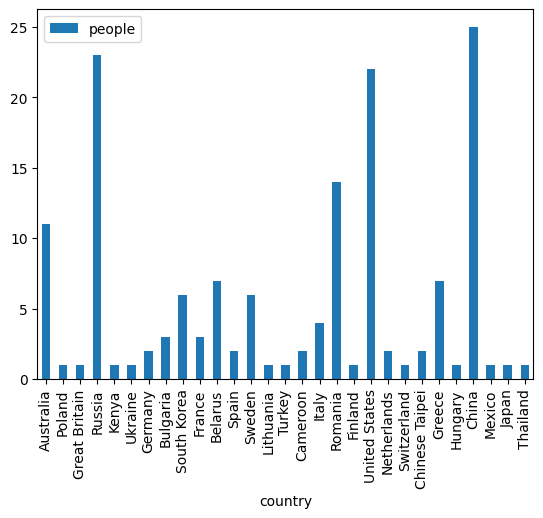 people
25
20
15
10
5
0
Australia
Poland
Great Britain
Russia
Kenya
Ukraine
Germany
Bulgaria
South Korea
France
Belarus
Spain
Sweden
Lithuania
Turkey
Cameroon
Italy
Romania
Finland
United States
Netherlands
Switzerland
Chinese Taipei
Greece
Hungary
China
Mexico
Japan
Thailand
country